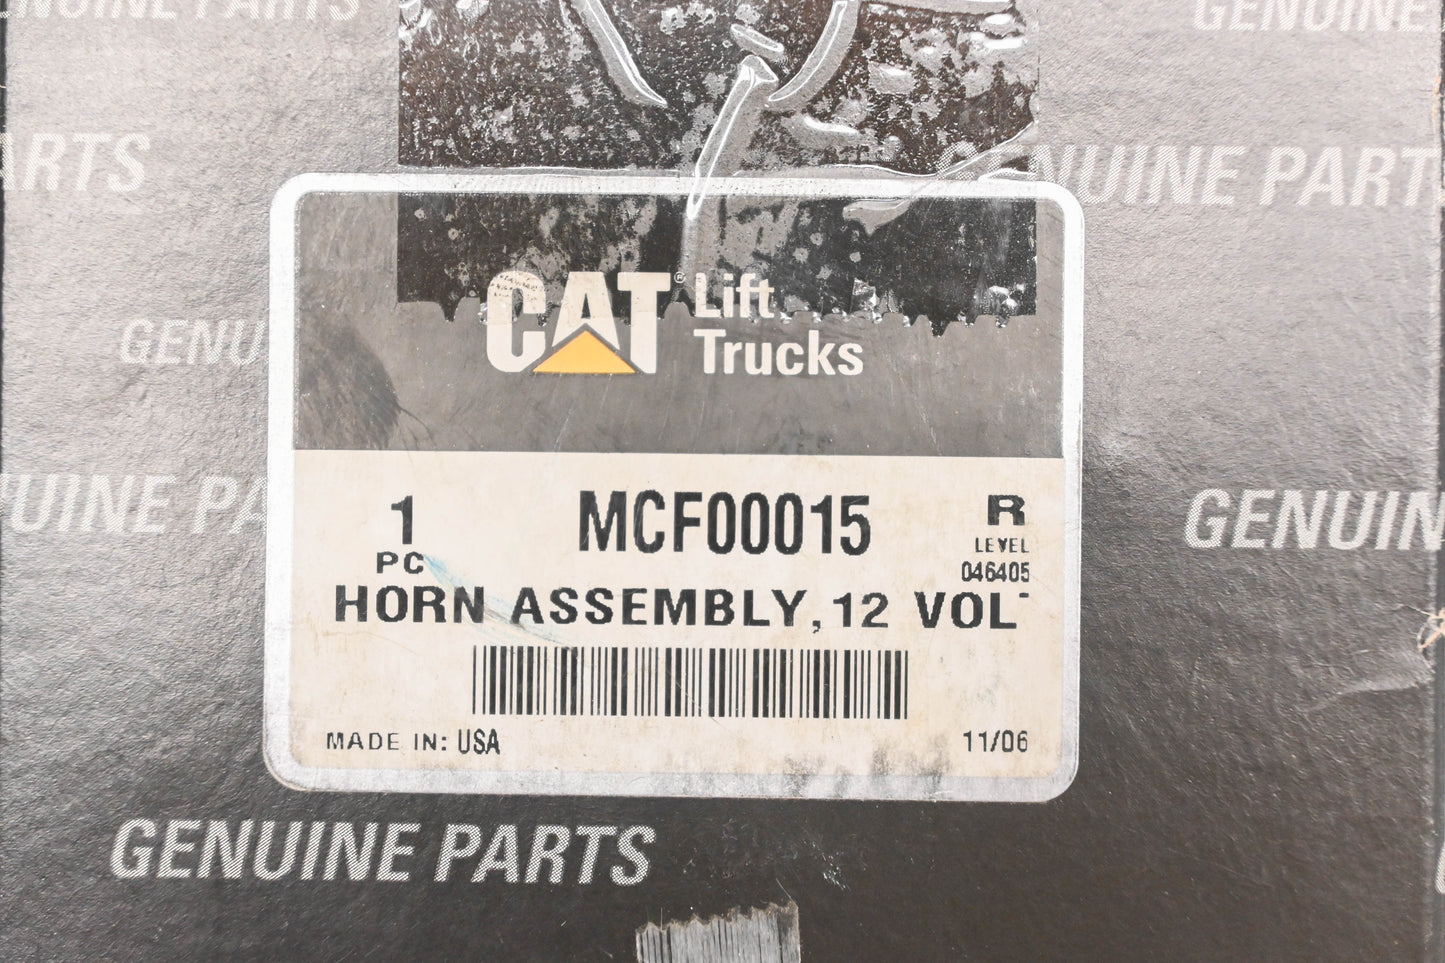 GENUINE PARTS
GENUINE
ARTS
GENUINE PARTS
GENU
CAT® Lift
Trucks
UINE PA
GENUIN
1 MCF00015 R
PC LEVEL
046405
HORN ASSEMBLY, 12 VOL
MADE IN: USA 11/06
GENUINE PARTS